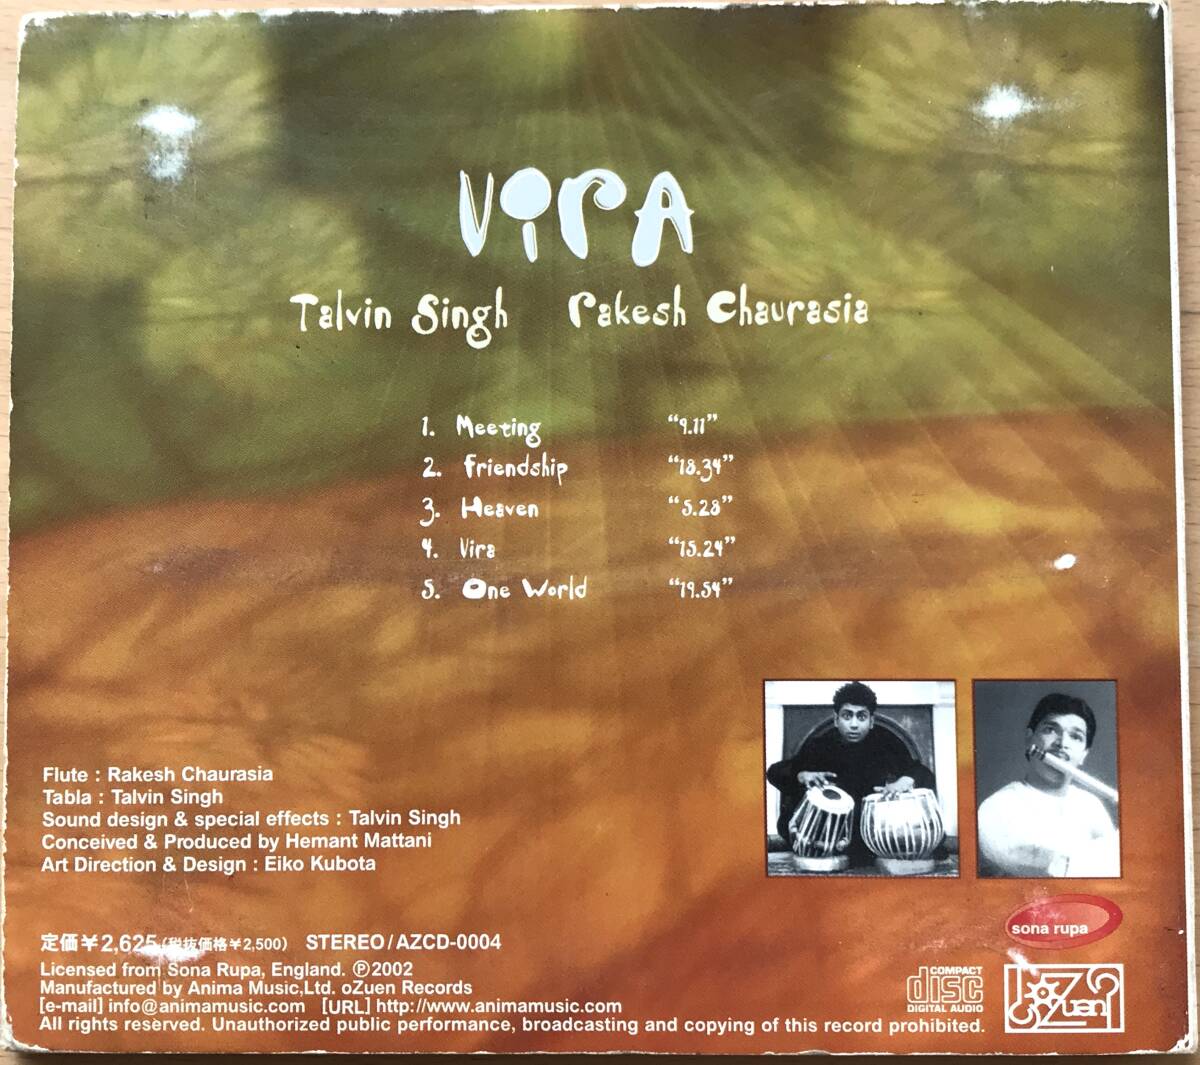 Vira
Talvin Singh Rakesh Chaurasia
1. Meeting "9.11"
2. Friendship "18.34"
3. Heaven "5.28"
4. Vira "15.24"
5. One World "19.54"
Flute : Rakesh Chaurasia
Tabla : Talvin Singh
Sound design & special effects : Talvin Singh
Conceived & Produced by Hemant Mattani
Art Direction & Design : Eiko Kubota
sona rupa
定価￥2,625 (税抜価格￥2,500) STEREO/AZCD-0004
Licensed from Sona Rupa, England. ℗2002
Manufactured by Anima Music,Ltd. oZuen Records
[e-mail] info@animamusic.com [URL] http://www.animamusic.com
All rights reserved. Unauthorized public performance, broadcasting and copying of this record prohibited.
COMPACT
disc
DIGITAL AUDIO
oZuen